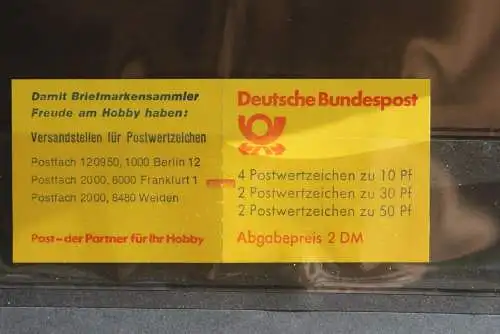 Damit Briefmarkensammler
Freude am Hobby haben:
Versandstellen für Postwertzeichen
Postfach 120950, 1000 Berlin 12
Postfach 2000, 6000 Frankfurt 1
Postfach 2000, 8480 Weiden
Post – der Partner für Ihr Hobby
Deutsche Bundespost
4 Postwertzeichen zu 10 Pf
2 Postwertzeichen zu 30 Pf
2 Postwertzeichen zu 50 Pf
Abgabepreis 2 DM